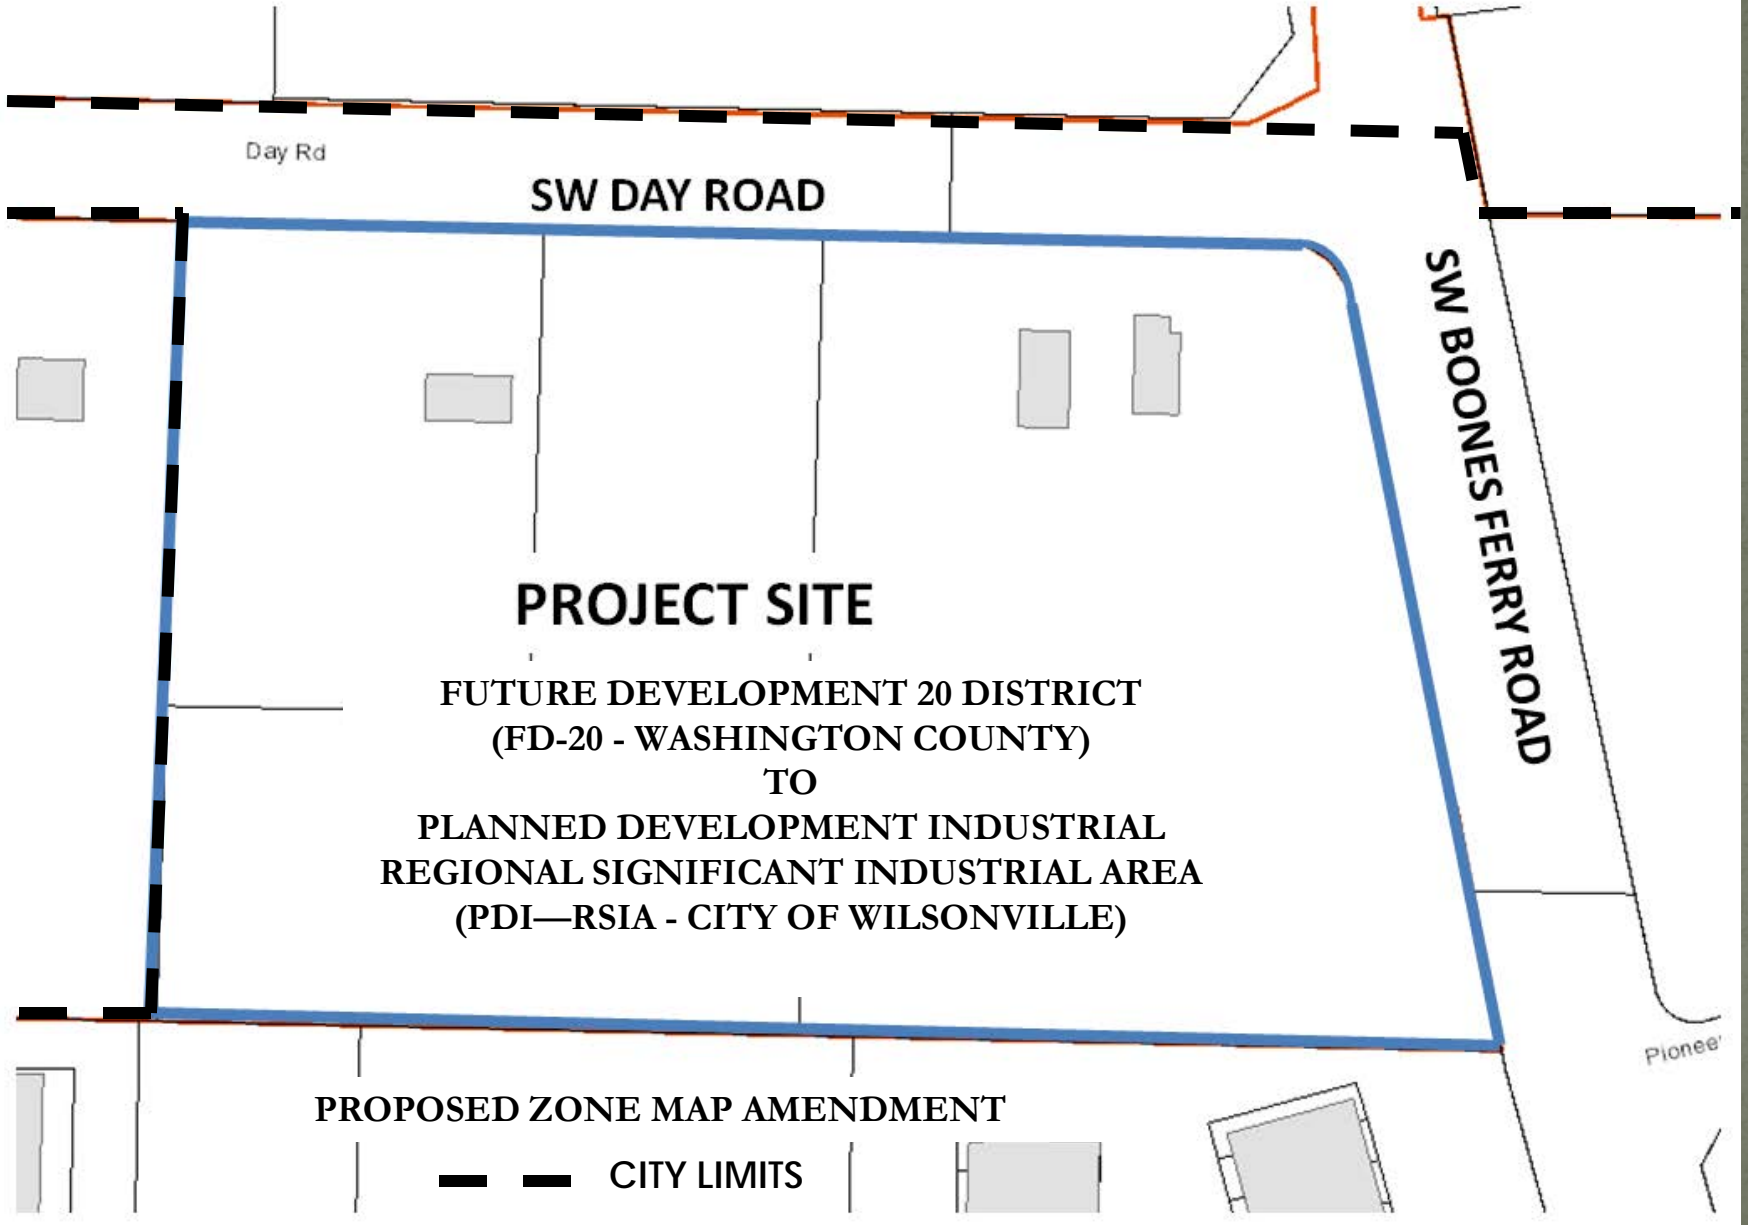 Day Rd
SW DAY ROAD
SW BOONES FERRY ROAD
PROJECT SITE
FUTURE DEVELOPMENT 20 DISTRICT
(FD-20 - WASHINGTON COUNTY)
TO
PLANNED DEVELOPMENT INDUSTRIAL
REGIONAL SIGNIFICANT INDUSTRIAL AREA
(PDI—RSIA - CITY OF WILSONVILLE)
PROPOSED ZONE MAP AMENDMENT
CITY LIMITS